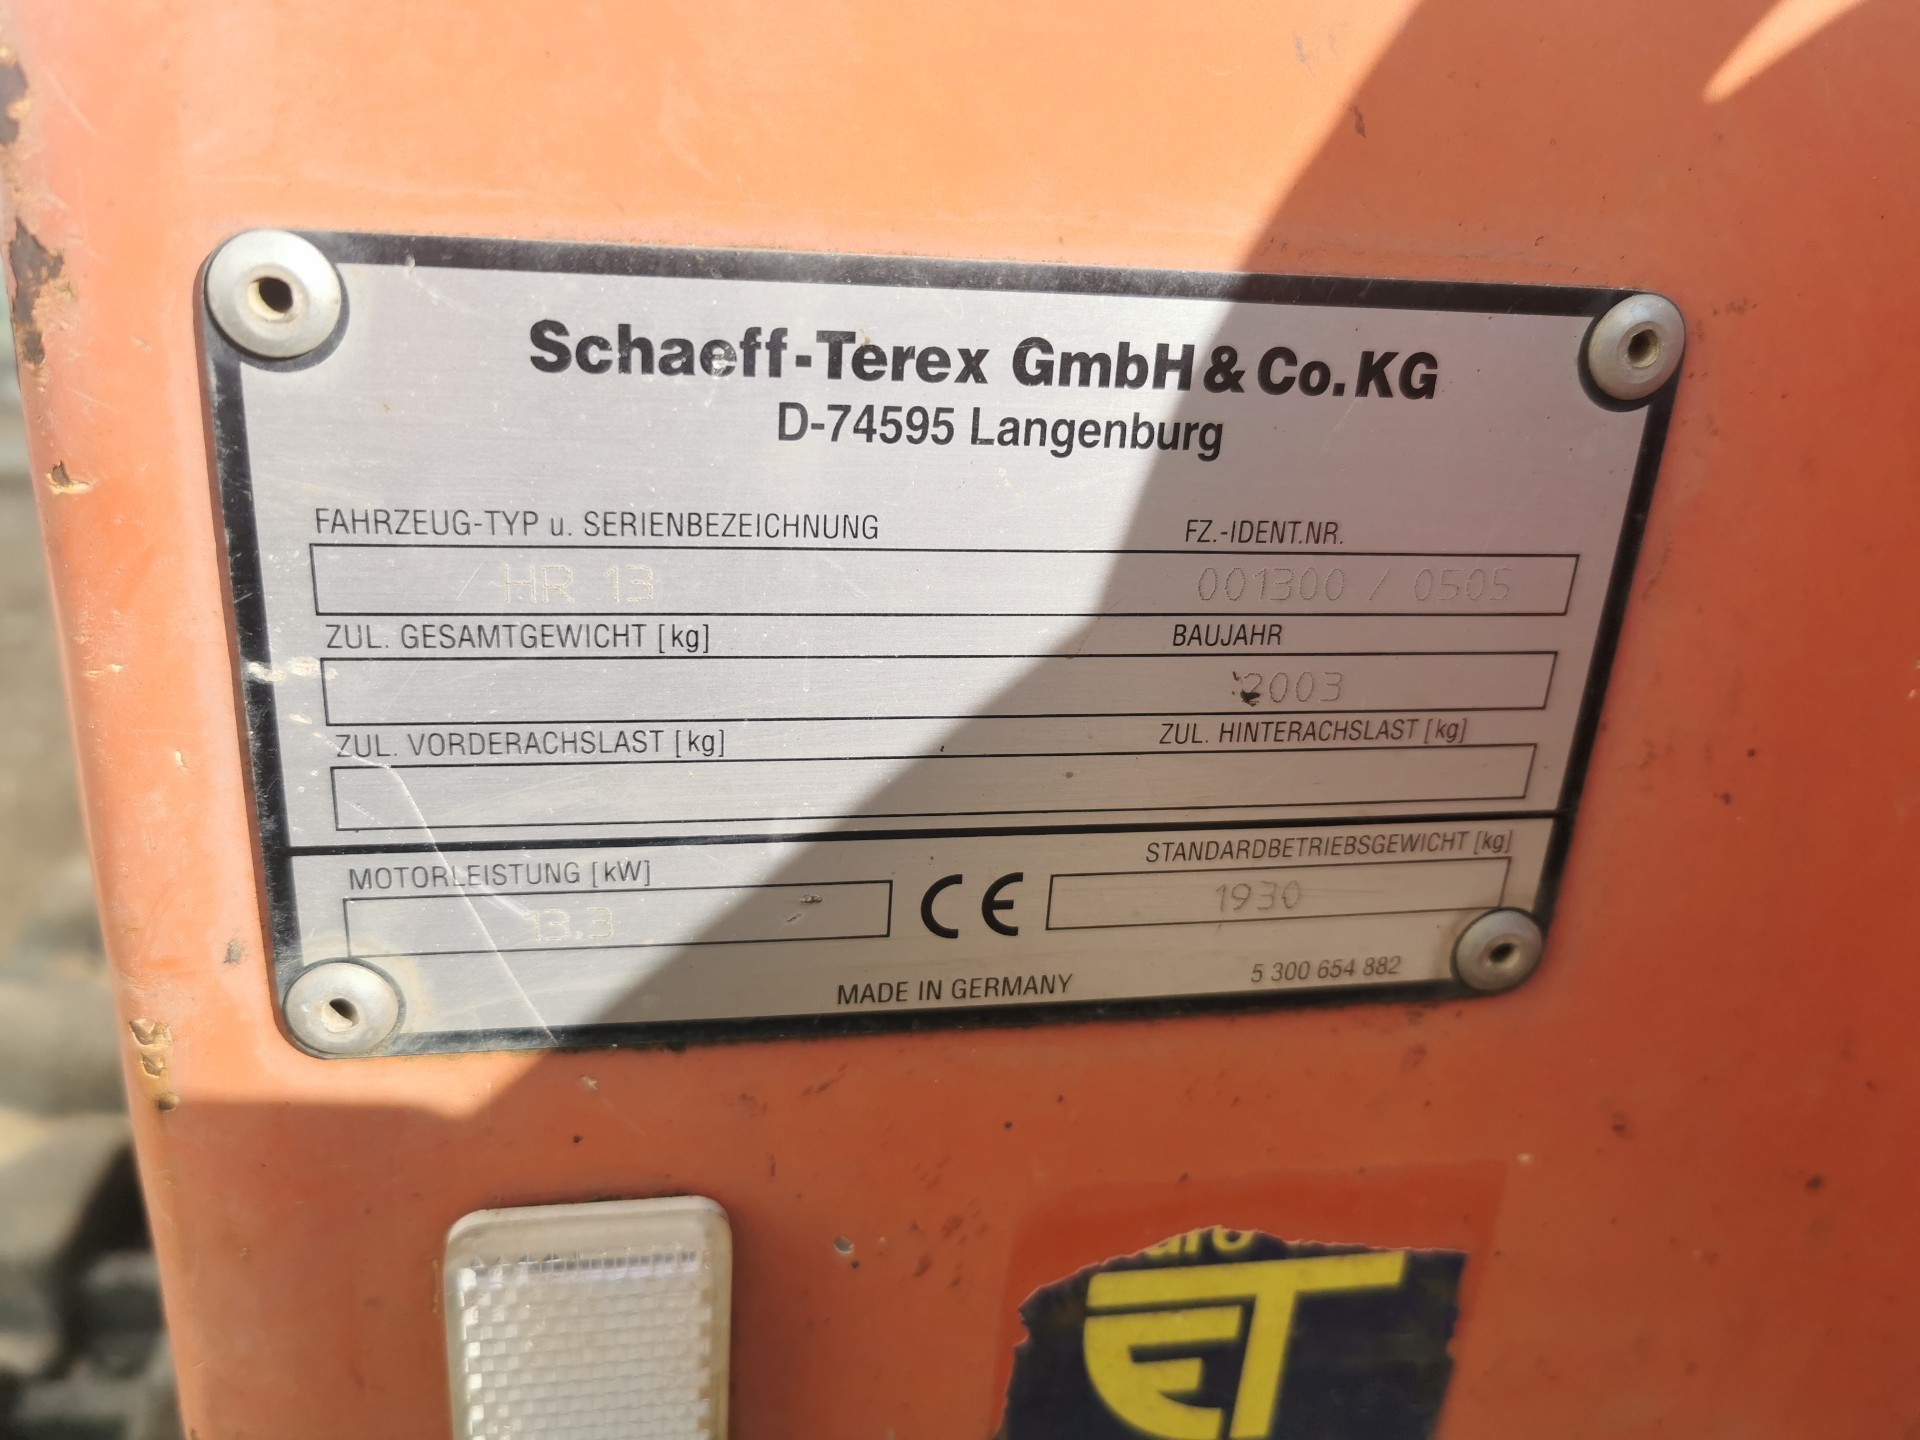 Schaeff-Terex GmbH & Co. KG
D-74595 Langenburg
FAHRZEUG-TYP u. SERIENBEZEICHNUNG FZ.-IDENT.NR.
HR 13 001300 / 0505
ZUL. GESAMTGEWICHT [kg] BAUJAHR
2003
ZUL. VORDERACHSLAST [kg] ZUL. HINTERACHSLAST [kg]
MOTORLEISTUNG [kW] STANDARDBETRIEBSGEWICHT [kg]
13.3 CE 1930
MADE IN GERMANY 5 300 654 882
ET